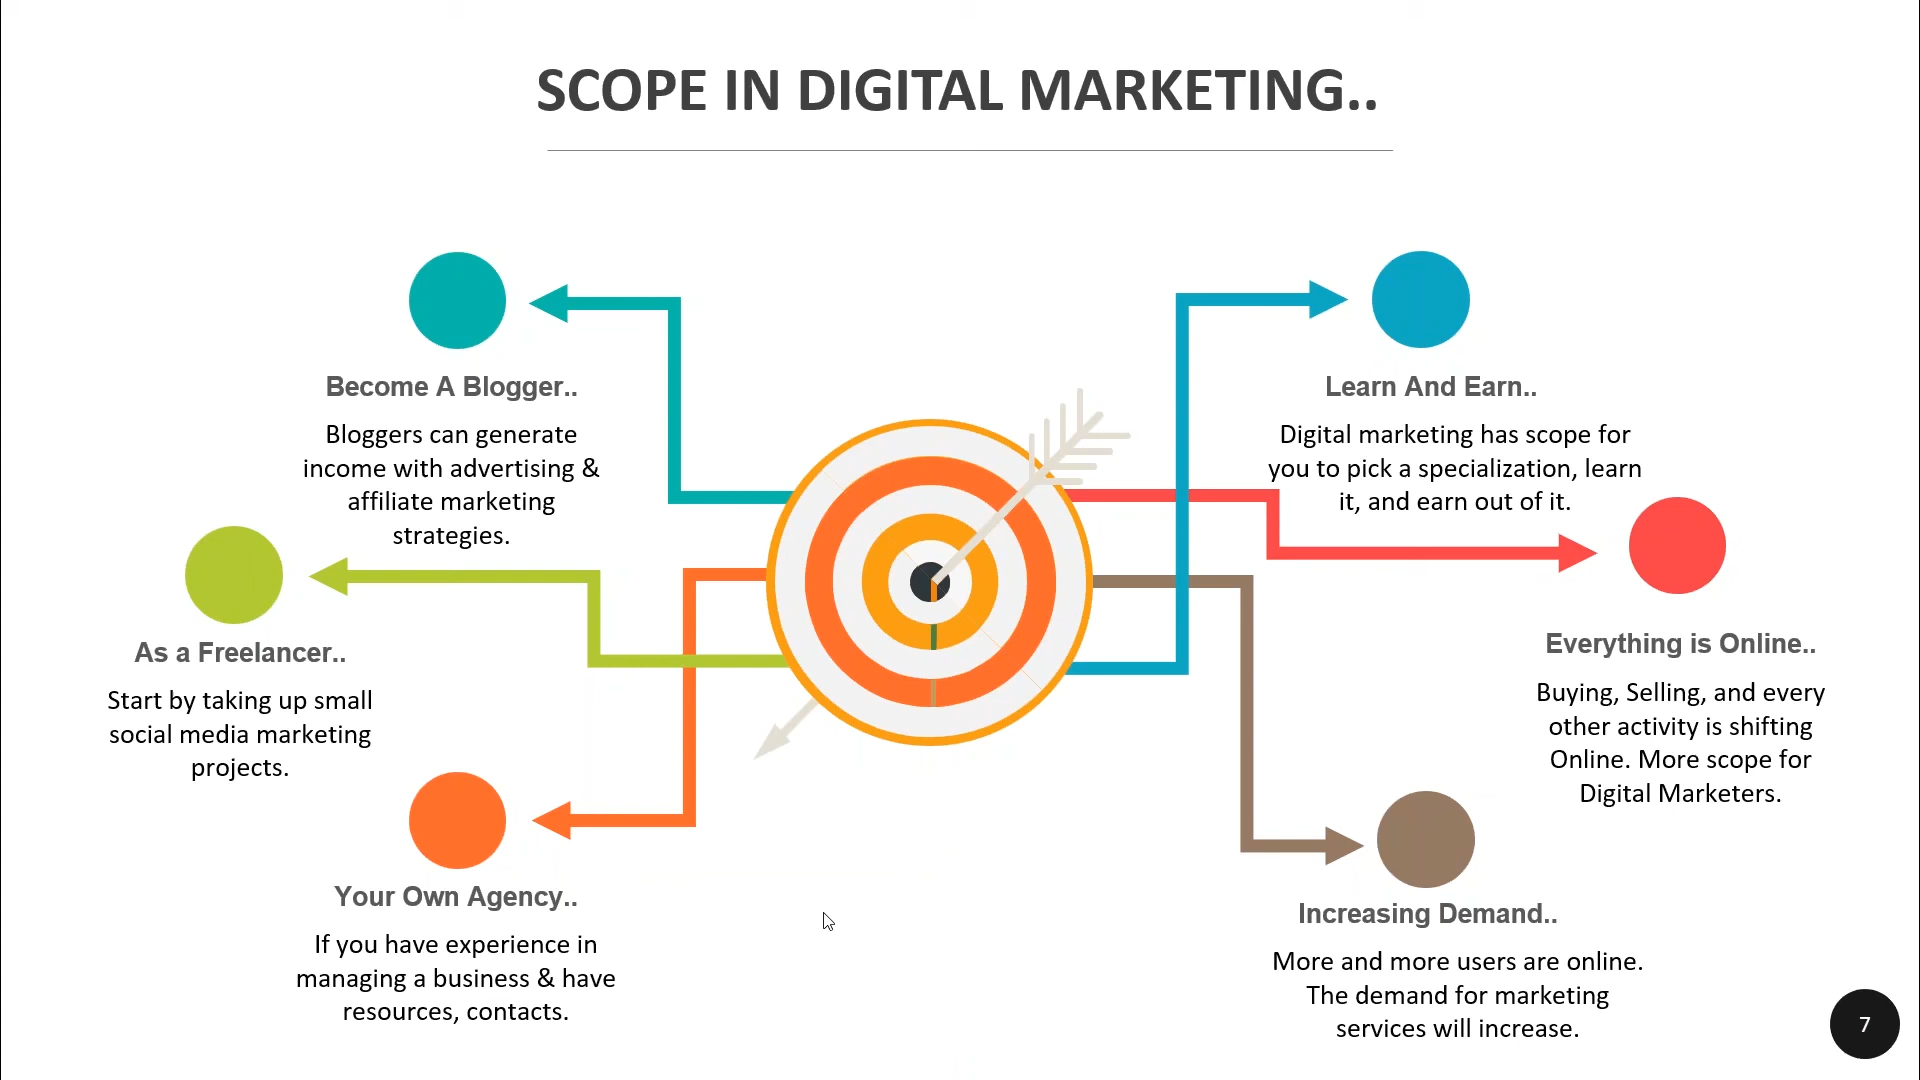 SCOPE IN DIGITAL MARKETING..
Become A Blogger..
Bloggers can generate
income with advertising &
affiliate marketing
strategies.
As a Freelancer..
Start by taking up small
social media marketing
projects.
Your Own Agency..
If you have experience in
managing a business & have
resources, contacts.
Learn And Earn..
Digital marketing has scope for
you to pick a specialization, learn
it, and earn out of it.
Everything is Online..
Buying, Selling, and every
other activity is shifting
Online. More scope for
Digital Marketers.
Increasing Demand..
More and more users are online.
The demand for marketing
services will increase.
7